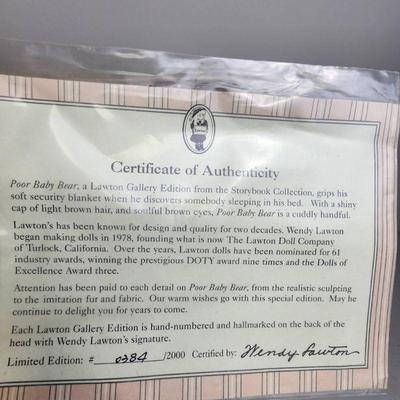 Certificate of Authenticity
Poor Baby Bear, a Lawton Gallery Edition from the Storybook Collection, grips his
soft security blanket when he discovers somebody sleeping in his bed. With a shiny
cap of light brown hair, and soulful brown eyes, Poor Baby Bear is a cuddly handful.
Lawton's has been known for design and quality for two decades. Wendy Lawton
began making dolls in 1978, founding what is now The Lawton Doll Company
of Turlock, California. Over the years, Lawton dolls have been nominated for 61
industry awards, winning the prestigious DOTY award nine times and the Dolls of
Excellence Award three.
Attention has been paid to each detail on Poor Baby Bear, from the realistic sculpting
to the imitation fur and fabric. Our warm wishes go with this special edition. May he
continue to delight you for years to come.
Each Lawton Gallery Edition is hand-numbered and hallmarked on the back of the
head with Wendy Lawton's signature.
Limited Edition: # 0384 /2000 Certified by: Wendy Lawton